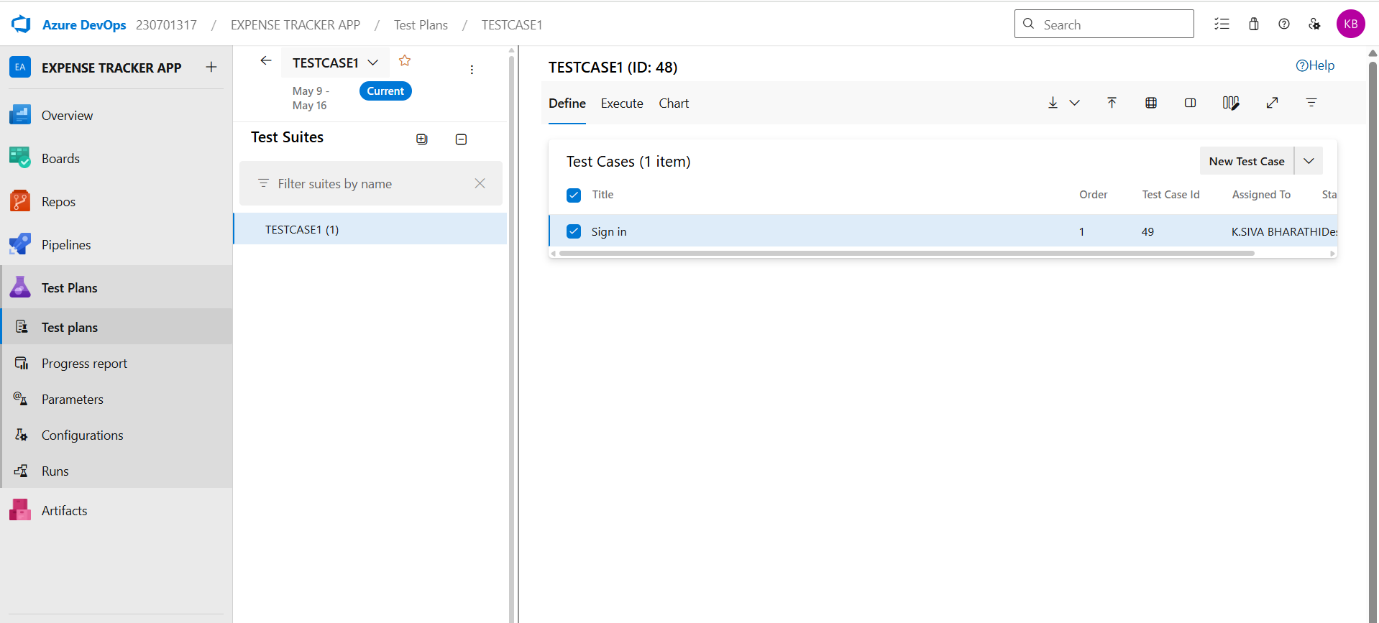 Azure DevOps 230701317 / EXPENSE TRACKER APP / Test Plans / TESTCASE1
Search
KB
EA EXPENSE TRACKER APP +
Overview
Boards
Repos
Pipelines
Test Plans
Test plans
Progress report
Parameters
Configurations
Runs
Artifacts
TESTCASE1
May 9 -
May 16
Current
Test Suites
Filter suites by name
TESTCASE1 (1)
TESTCASE1 (ID: 48)
Help
Define Execute Chart
Test Cases (1 item)
New Test Case
Title Order Test Case Id Assigned To Sta
Sign in 1 49 K.SIVA BHARATHIDes